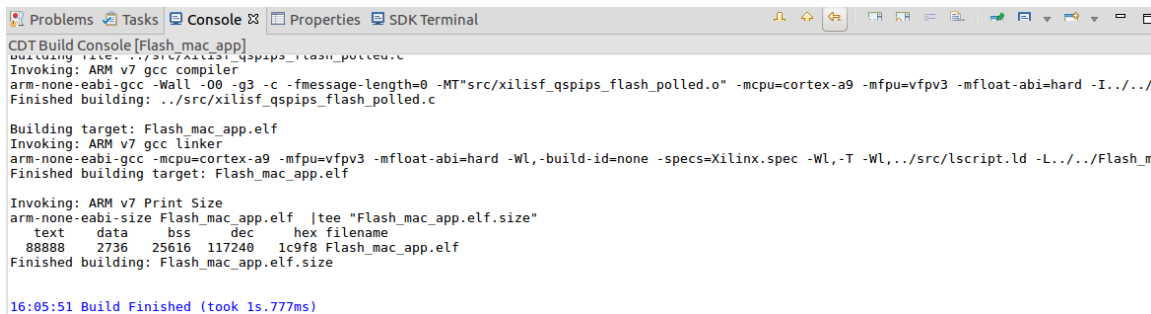 Problems Tasks Console Properties SDK Terminal
CDT Build Console [Flash_mac_app]
Building file: ../src/xilisf_qspips_flash_polled.c
Invoking: ARM v7 gcc compiler
arm-none-eabi-gcc -Wall -O0 -g3 -c -fmessage-length=0 -MT"src/xilisf_qspips_flash_polled.o" -mcpu=cortex-a9 -mfpu=vfpv3 -mfloat-abi=hard -I../../
Finished building: ../src/xilisf_qspips_flash_polled.c
Building target: Flash_mac_app.elf
Invoking: ARM v7 gcc linker
arm-none-eabi-gcc -mcpu=cortex-a9 -mfpu=vfpv3 -mfloat-abi=hard -Wl,-build-id=none -specs=Xilinx.spec -Wl,-T -Wl,../src/lscript.ld -L../../Flash_m
Finished building target: Flash_mac_app.elf
Invoking: ARM v7 Print Size
arm-none-eabi-size Flash_mac_app.elf |tee "Flash_mac_app.elf.size"
text data bss dec hex filename
88888 2736 25616 117240 1c9f8 Flash_mac_app.elf
Finished building: Flash_mac_app.elf.size
16:05:51 Build Finished (took 1s.777ms)